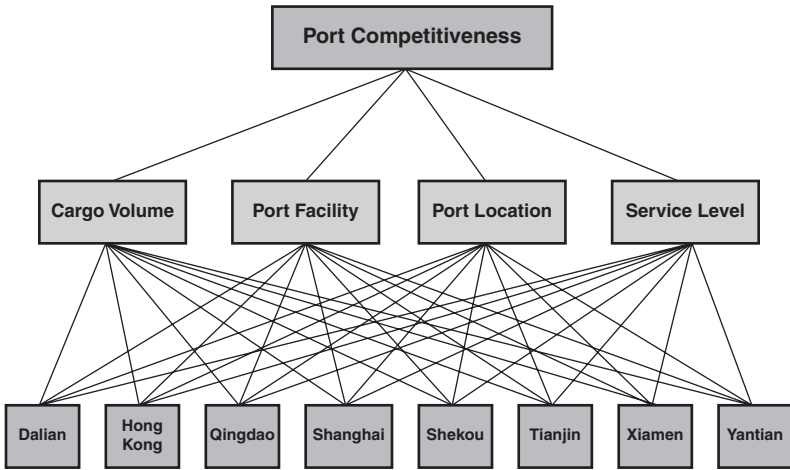 Port Competitiveness
Cargo Volume
Port Facility
Port Location
Service Level
Dalian
Hong
Kong
Qingdao
Shanghai
Shekou
Tianjin
Xiamen
Yantian